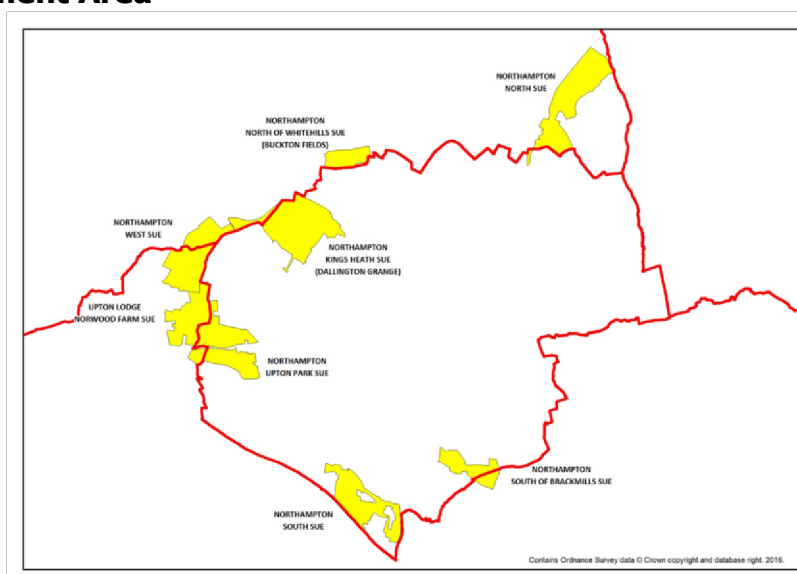 ment Area
NORTHAMPTON
NORTH SUE
NORTHAMPTON
NORTH OF WHITEHILLS SUE
(BUCKTON FIELDS)
NORTHAMPTON
WEST SUE
NORTHAMPTON
KINGS HEATH SUE
(DALLINGTON GRANGE)
UPTON LODGE
NORWOOD FARM SUE
NORTHAMPTON
UPTON PARK SUE
NORTHAMPTON
SOUTH OF BRACKMILLS SUE
NORTHAMPTON
SOUTH SUE
Contains Ordnance Survey data © Crown copyright and database right. 2016.